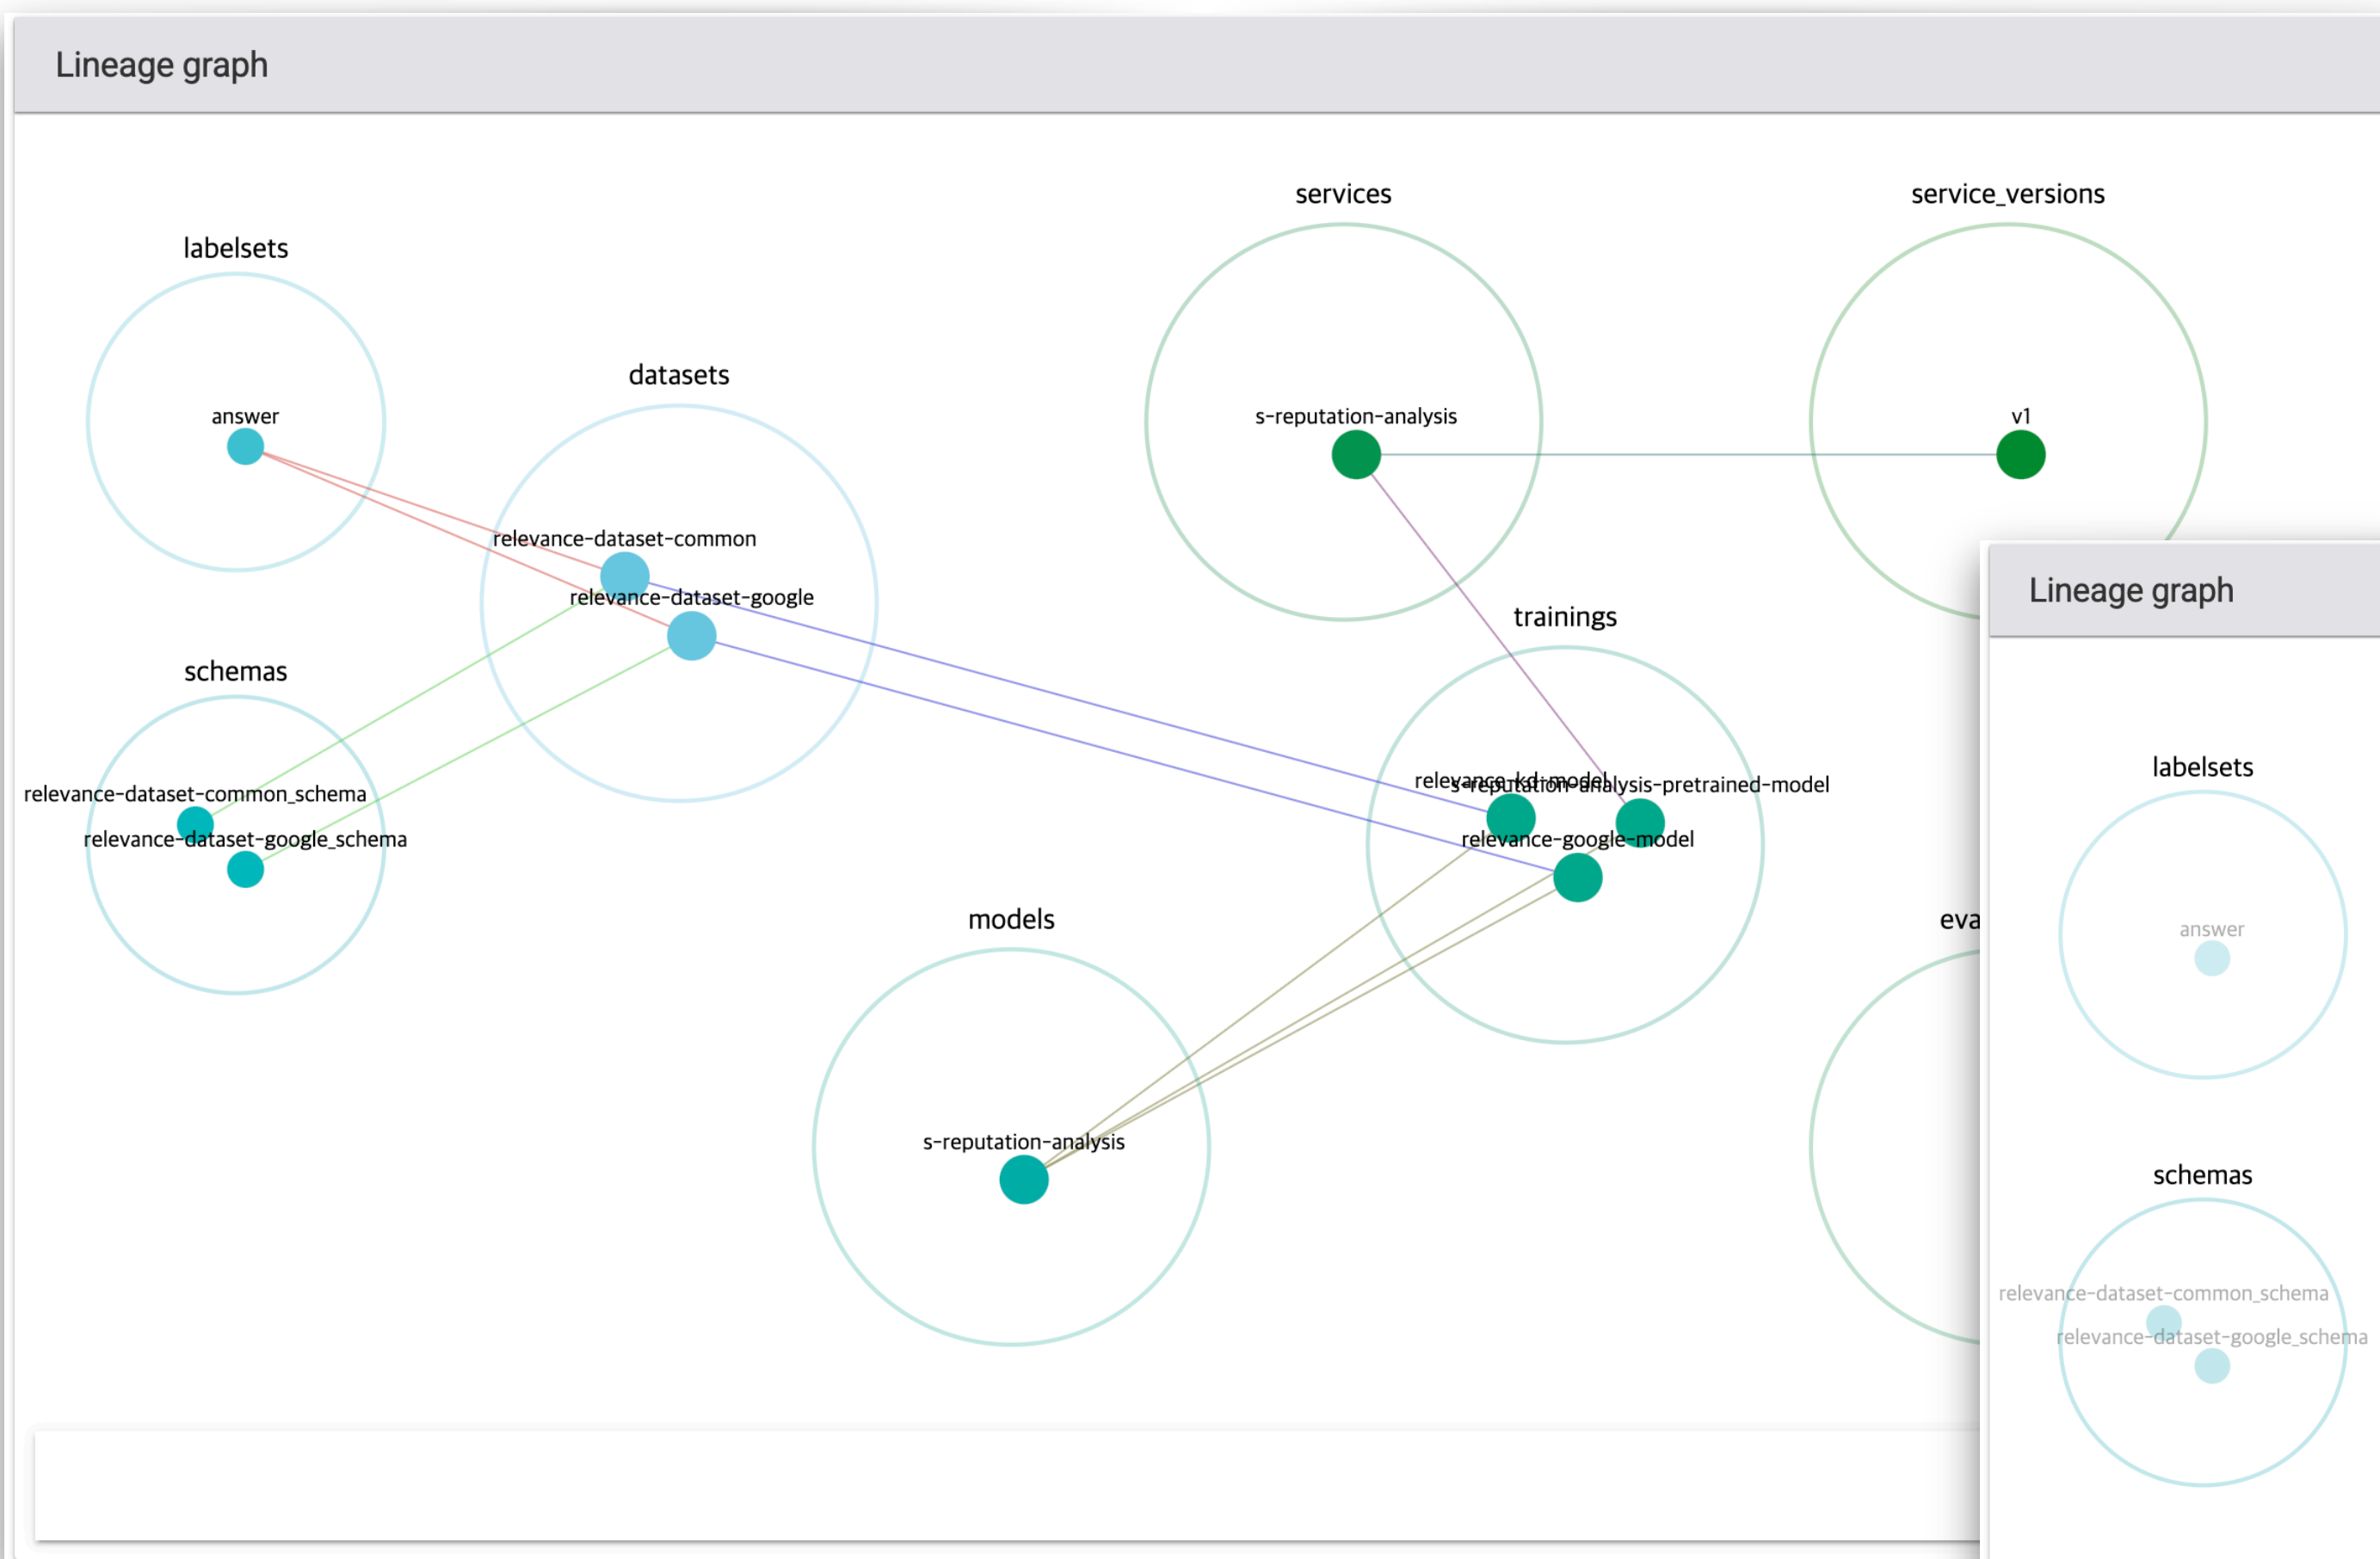 Lineage graph
services
service_versions
labelsets
datasets
answer
s-reputation-analysis
v1
relevance-dataset-common
relevance-dataset-google
trainings
schemas
relevance-kd-model
s-reputation-analysis-pretrained-model
relevance-dataset-common_schema
relevance-dataset-google_schema
relevance-google-model
models
eva
s-reputation-analysis
Lineage graph
labelsets
answer
schemas
relevance-dataset-common_schema
relevance-dataset-google_schema